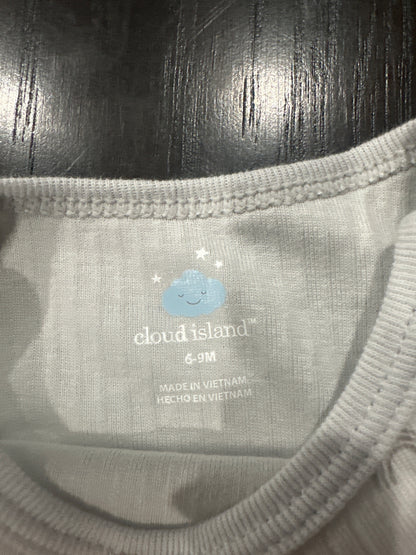 cloud island™
6-9M
MADE IN VIETNAM
HECHO EN VIETNAM